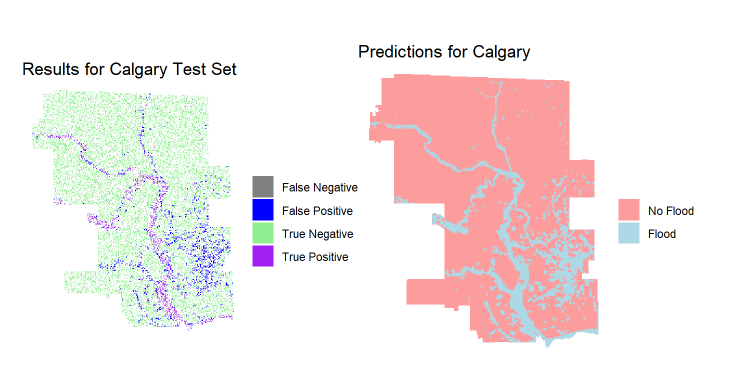 Results for Calgary Test Set
False Negative
False Positive
True Negative
True Positive
Predictions for Calgary
No Flood
Flood